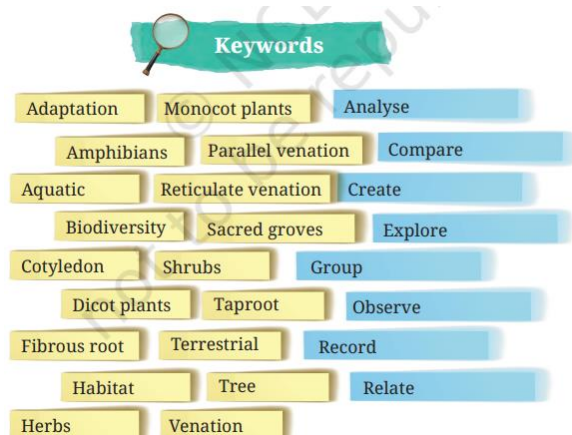 Keywords
Adaptation Monocot plants Analyse
Amphibians Parallel venation Compare
Aquatic Reticulate venation Create
Biodiversity Sacred groves Explore
Cotyledon Shrubs Group
Dicot plants Taproot Observe
Fibrous root Terrestrial Record
Habitat Tree Relate
Herbs Venation